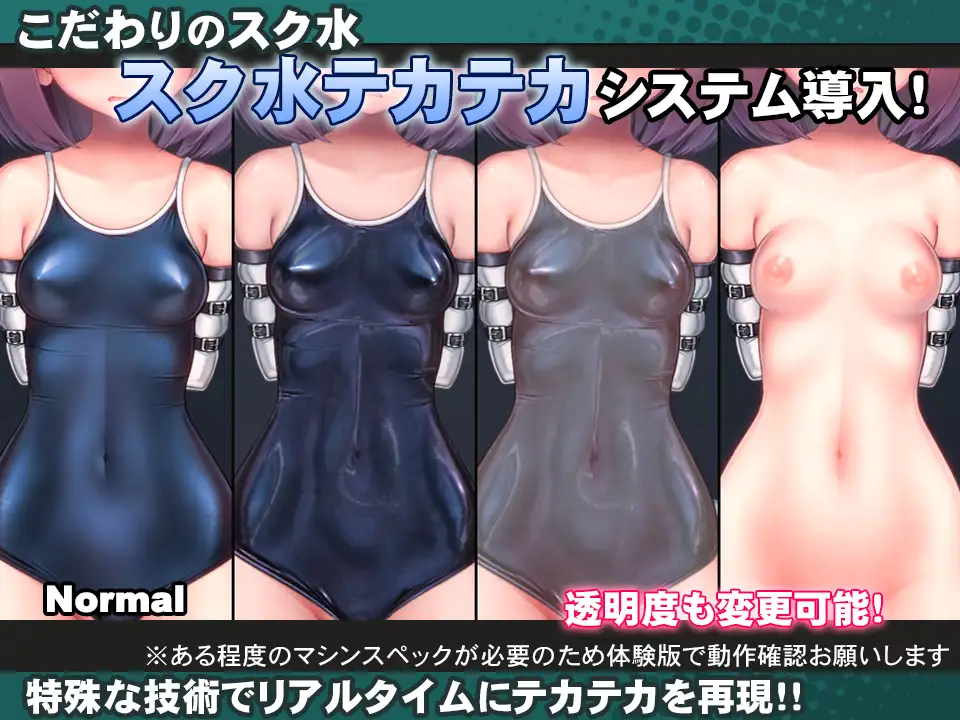 こだわりのスク水
スク水テカテカシステム導入!
Normal
透明度も変更可能!
※ある程度のマシンスペックが必要のため体験版で動作確認お願いします
特殊な技術でリアルタイムにテカテカを再現!!